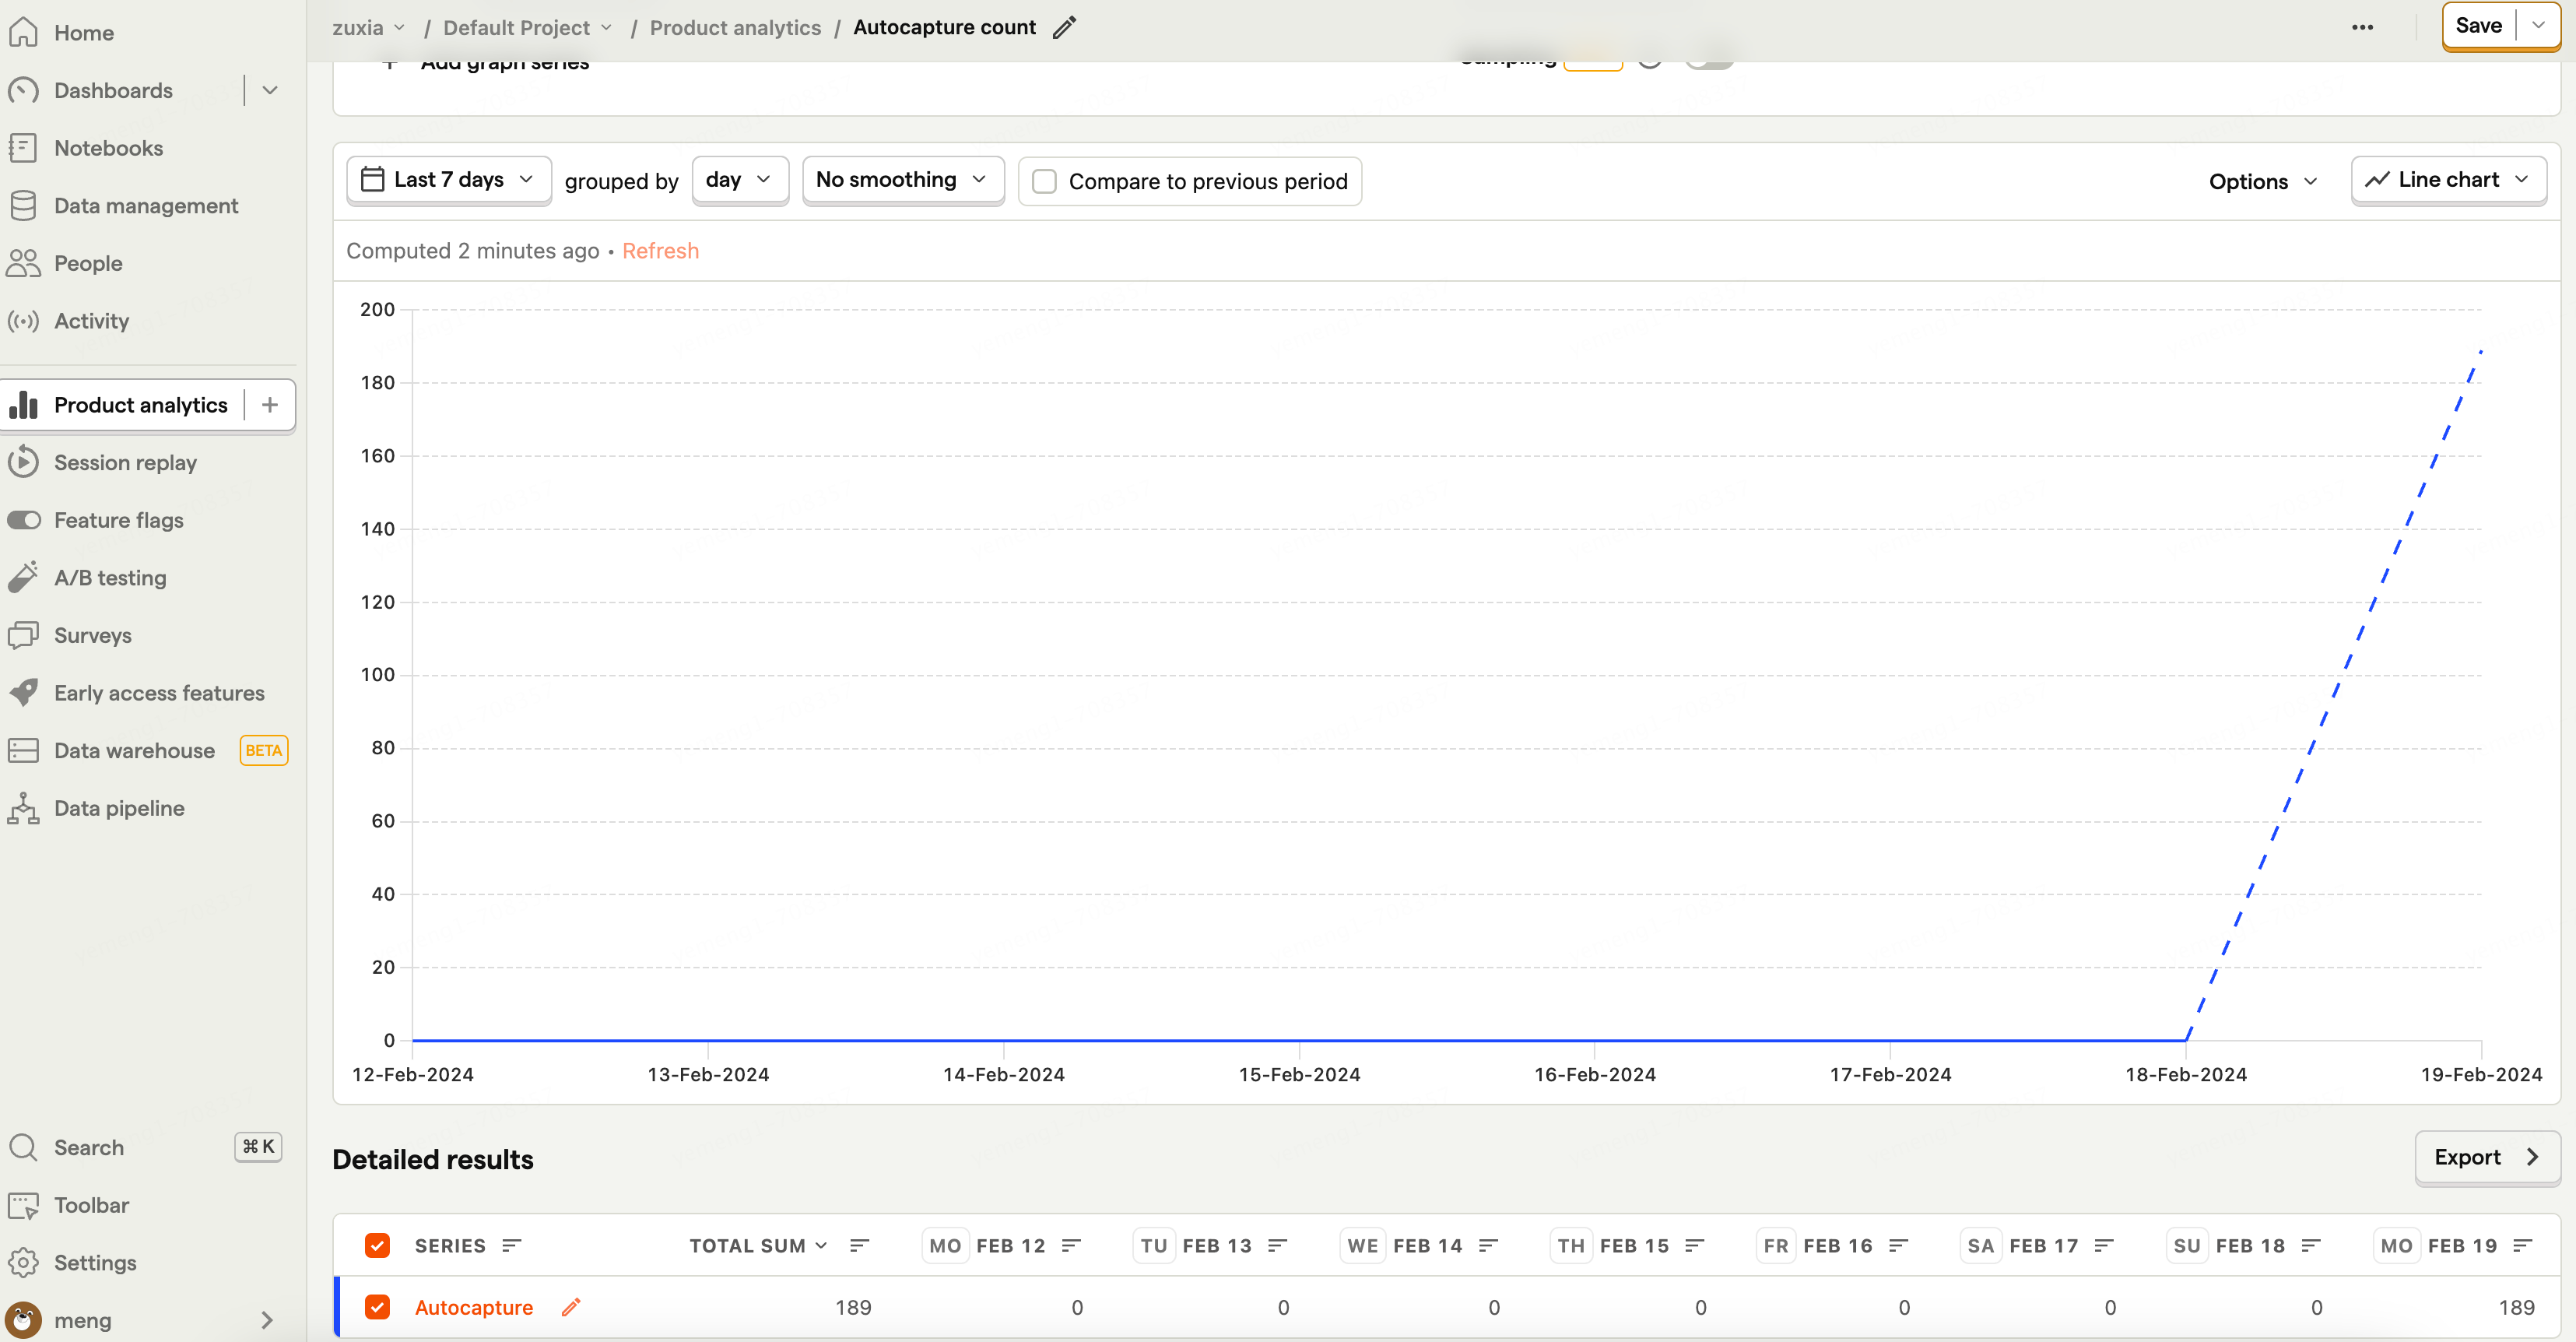 Home
Dashboards
Notebooks
Data management
People
Activity
Product analytics
Session replay
Feature flags
A/B testing
Surveys
Early access features
Data warehouse BETA
Data pipeline
Search ⌘ K
Toolbar
Settings
meng
zuxia / Default Project / Product analytics / Autocapture count
Save
+ Add graph series
Sampling
Last 7 days grouped by day No smoothing Compare to previous period
Options Line chart
Computed 2 minutes ago • Refresh
200
180
160
140
120
100
80
60
40
20
0
12-Feb-2024 13-Feb-2024 14-Feb-2024 15-Feb-2024 16-Feb-2024 17-Feb-2024 18-Feb-2024 19-Feb-2024
Detailed results
Export
SERIES TOTAL SUM MO FEB 12 TU FEB 13 WE FEB 14 TH FEB 15 FR FEB 16 SA FEB 17 SU FEB 18 MO FEB 19
Autocapture 189 0 0 0 0 0 0 0 189